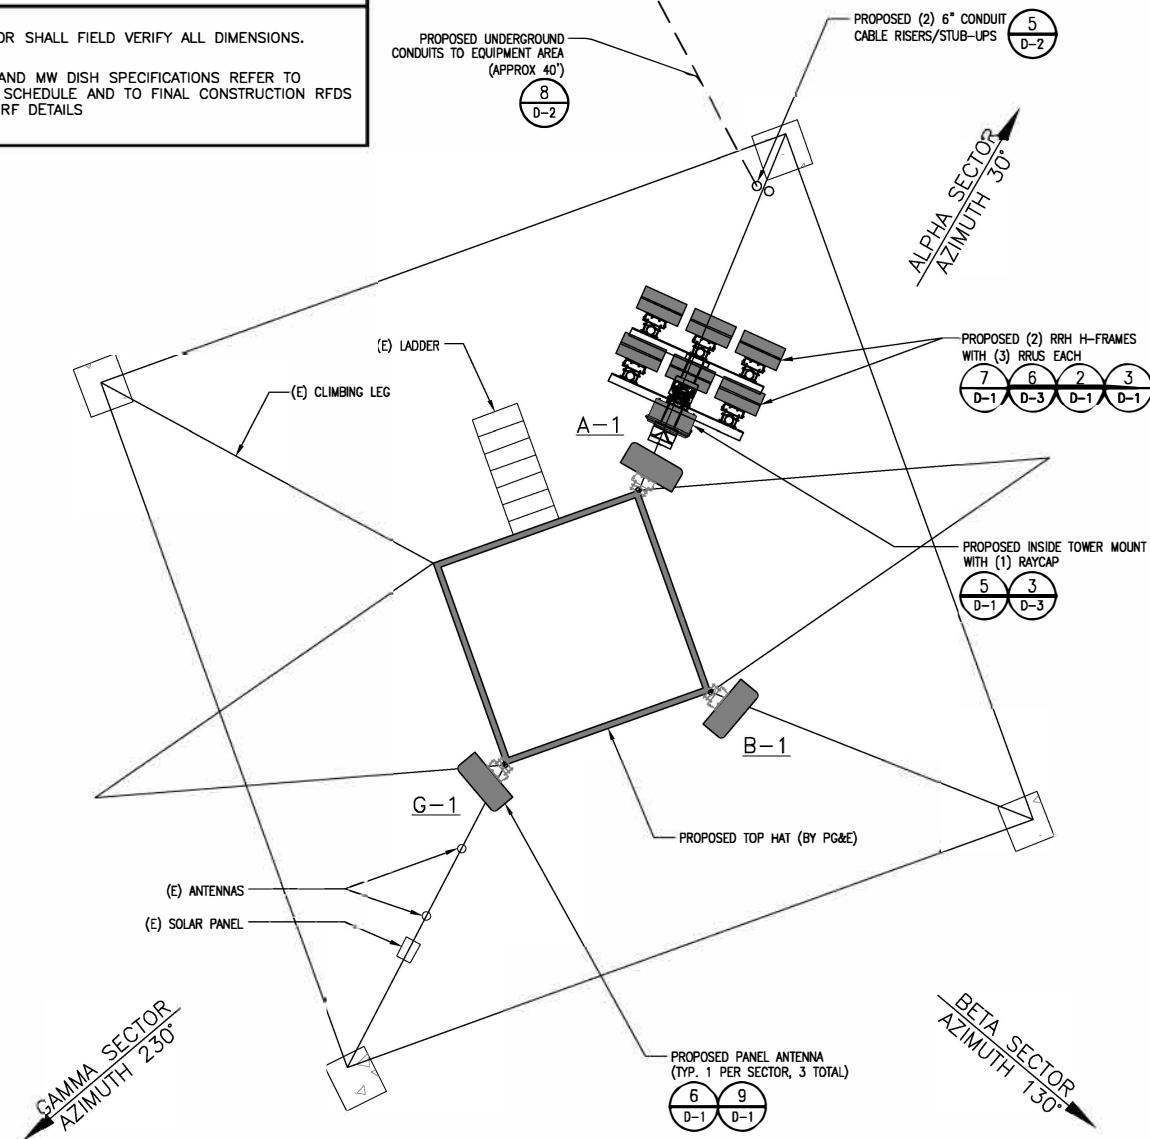 OR SHALL FIELD VERIFY ALL DIMENSIONS.
AND MW DISH SPECIFICATIONS REFER TO
SCHEDULE AND TO FINAL CONSTRUCTION RFDS
RF DETAILS
PROPOSED UNDERGROUND
CONDUITS TO EQUIPMENT AREA
(APPROX 40')
8
D-2
PROPOSED (2) 6" CONDUIT
CABLE RISERS/STUB-UPS
5
D-2
ALPHA SECTOR
AZIMUTH 30°
(E) LADDER
(E) CLIMBING LEG
PROPOSED (2) RRH H-FRAMES
WITH (3) RRUS EACH
7 6 2 3
D-1 D-3 D-1 D-1
A-1
PROPOSED INSIDE TOWER MOUNT
WITH (1) RAYCAP
5 3
D-1 D-3
B-1
G-1
PROPOSED TOP HAT (BY PG&E)
(E) ANTENNAS
(E) SOLAR PANEL
GAMMA SECTOR
AZIMUTH 230°
BETA SECTOR
AZIMUTH 130°
PROPOSED PANEL ANTENNA
(TYP. 1 PER SECTOR, 3 TOTAL)
6 9
D-1 D-1